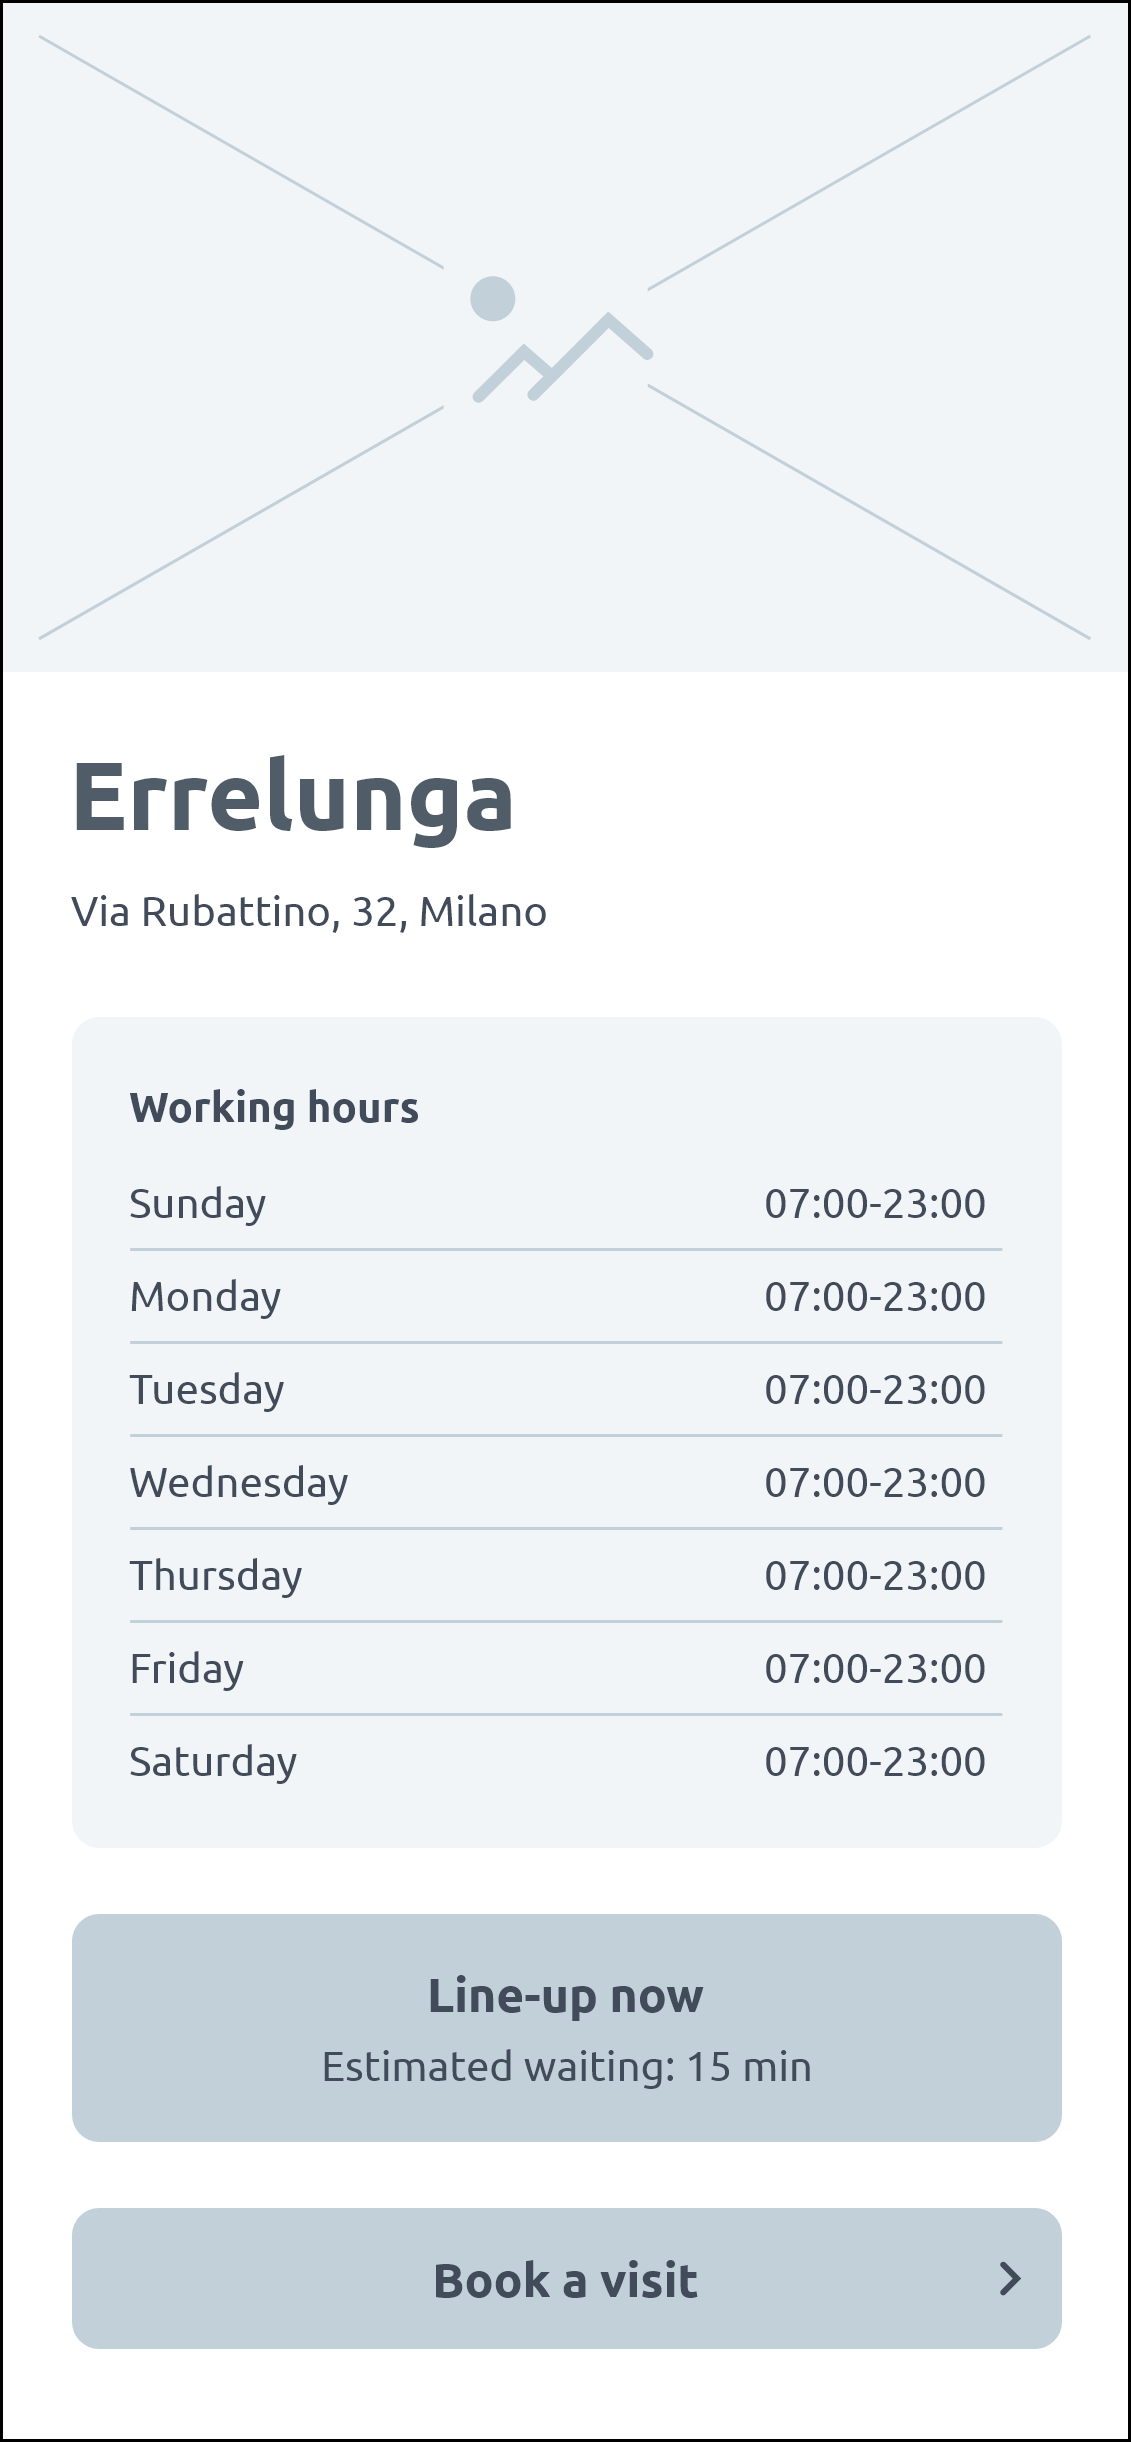 Errelunga
Via Rubattino, 32, Milano
Working hours
Sunday 07:00-23:00
Monday 07:00-23:00
Tuesday 07:00-23:00
Wednesday 07:00-23:00
Thursday 07:00-23:00
Friday 07:00-23:00
Saturday 07:00-23:00
Line-up now
Estimated waiting: 15 min
Book a visit